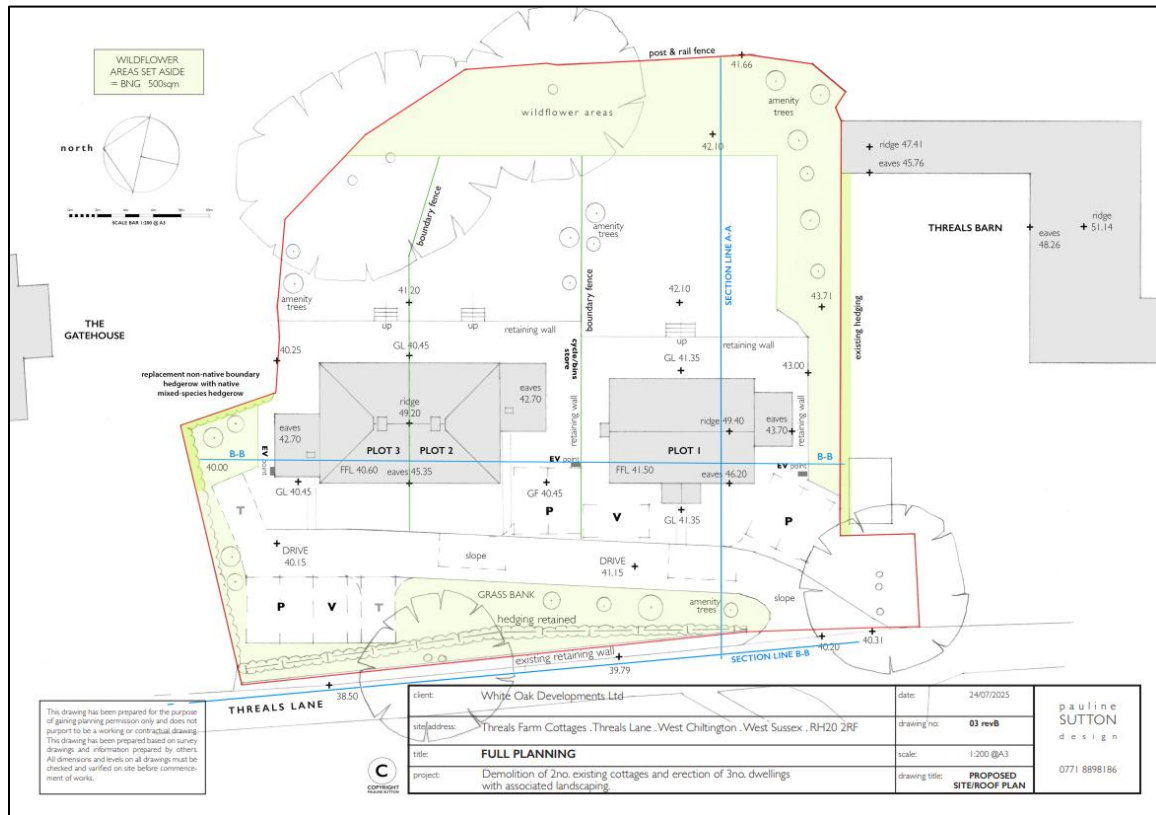 WILDFLOWER
AREAS SET ASIDE
= BNG 500sqm
north
SCALE BAR 1:200 @ A3
post & rail fence
41.66
wildflower areas
amenity
trees
42.10
ridge 47.41
eaves 45.76
THREALS BARN
eaves
48.26
ridge
51.14
boundary fence
amenity
trees
boundary fence
SECTION LINE A-A
existing hedging
THE
GATEHOUSE
amenity
trees
41.20
42.10
43.71
up
up
retaining wall
up
retaining wall
40.25
GL 40.45
cycle/bins
store
GL 41.35
43.00
replacement non-native boundary
hedgerow with native
mixed-species hedgerow
eaves
42.70
ridge
49.20
eaves
42.70
retaining wall
ridge 49.40
eaves
43.70
retaining wall
PLOT 3
PLOT 2
PLOT 1
B-B
40.00
EV point
FFL 40.60
eaves 45.35
EV point
FFL 41.50
eaves 46.20
EV point
B-B
GL 40.45
GF 40.45
GL 41.35
T
P
V
P
DRIVE
40.15
slope
DRIVE
41.15
slope
P
V
T
GRASS BANK
amenity
trees
hedging retained
existing retaining wall
40.20
40.31
39.79
SECTION LINE B-B
38.50
THREALS LANE
This drawing has been prepared for the purpose
of gaining planning permission only and does not
purport to be a working or contractual drawing.
This drawing has been prepared based on survey
drawings and information prepared by others.
All dimensions and levels on all drawings must be
checked and varified on site before commence-
ment of works.
C
COPYRIGHT
PAULINE SUTTON
client: White Oak Developments Ltd
date: 24/07/2025
site address: Threals Farm Cottages . Threals Lane . West Chiltington . West Sussex . RH20 2RF
drawing no: 03 revB
title: FULL PLANNING
scale: 1:200 @A3
project: Demolition of 2no. existing cottages and erection of 3no. dwellings
with associated landscaping.
drawing title: PROPOSED
SITE/ROOF PLAN
pauline
SUTTON
design
0771 8898186